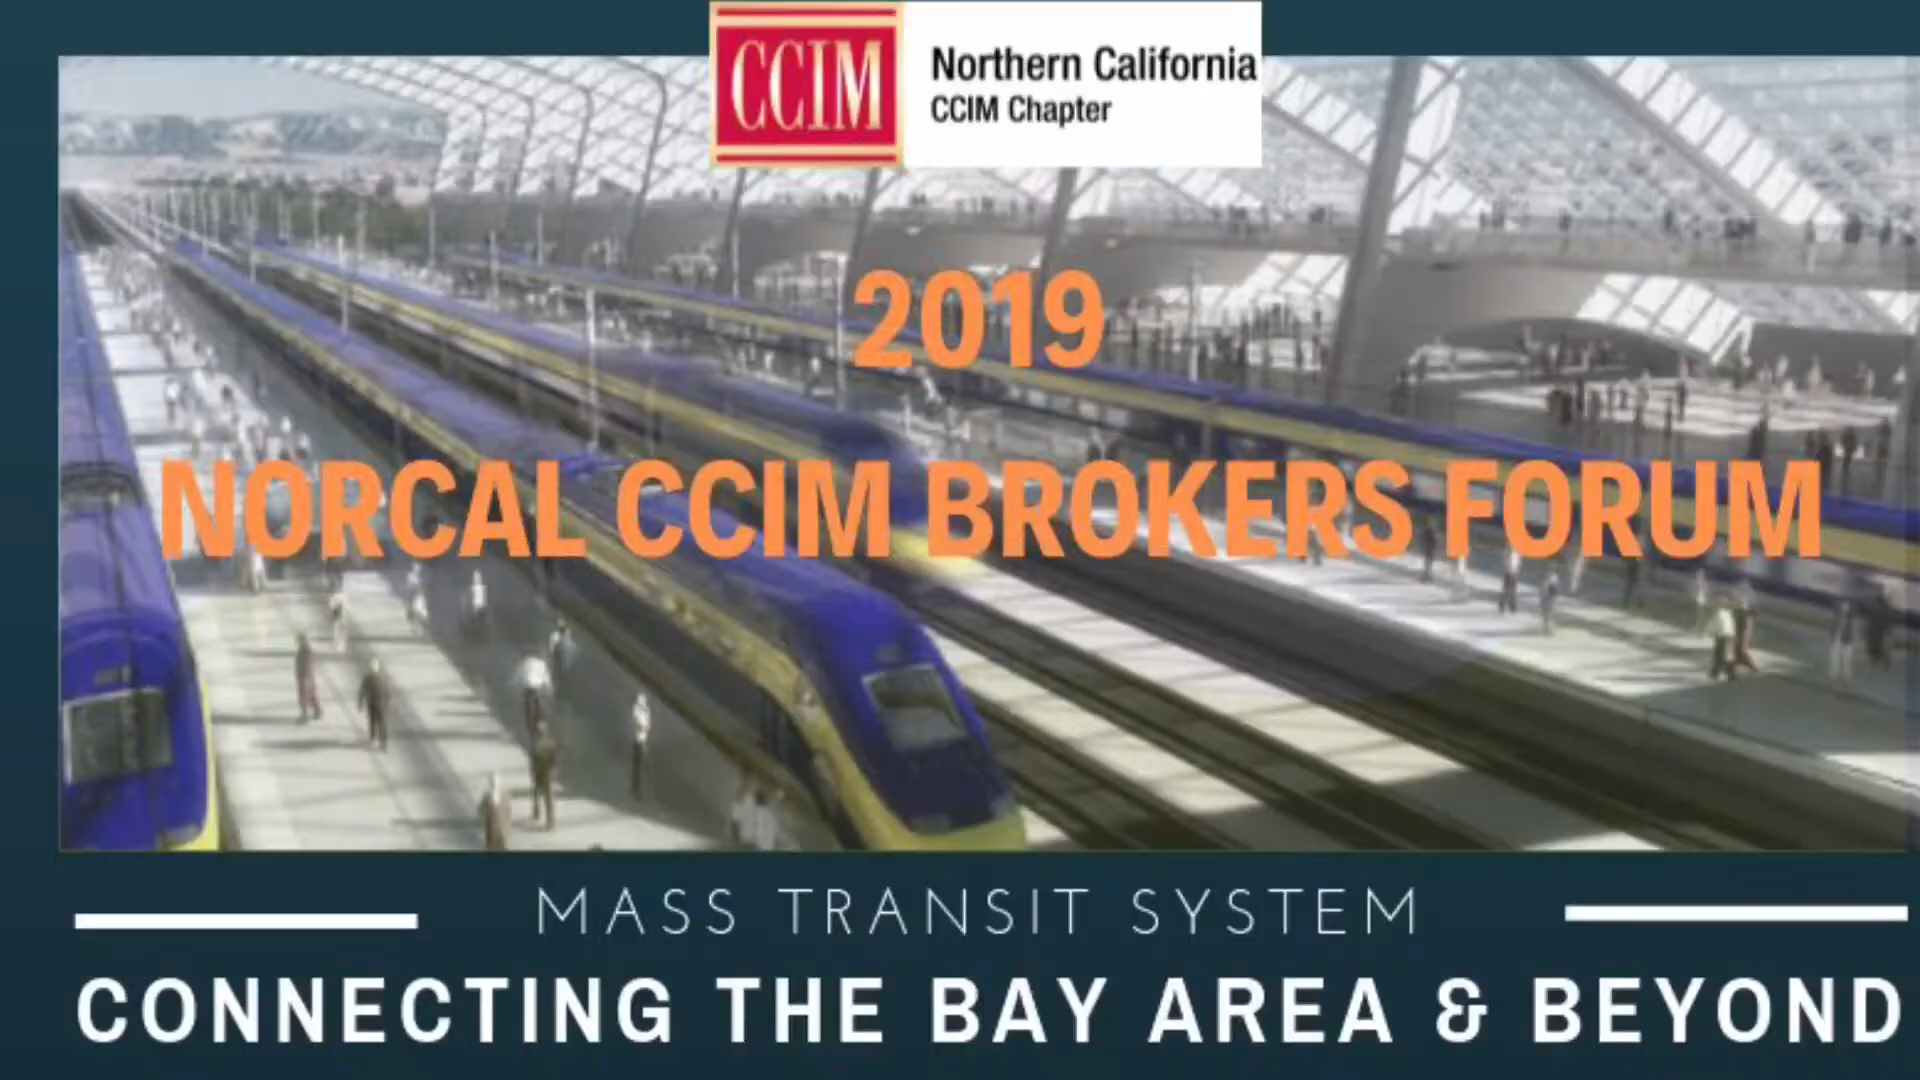 CCIM
Northern California
CCIM Chapter
2019
NORCAL CCIM BROKERS FORUM
MASS TRANSIT SYSTEM
CONNECTING THE BAY AREA & BEYOND